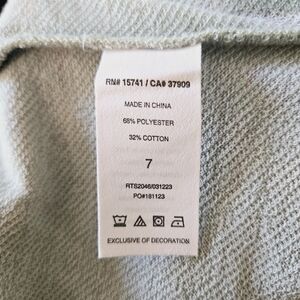 RN# 15741 / CA# 37909
MADE IN CHINA
68% POLYESTER
32% COTTON
7
RTS2046/031223
PO#181123
EXCLUSIVE OF DECORATION